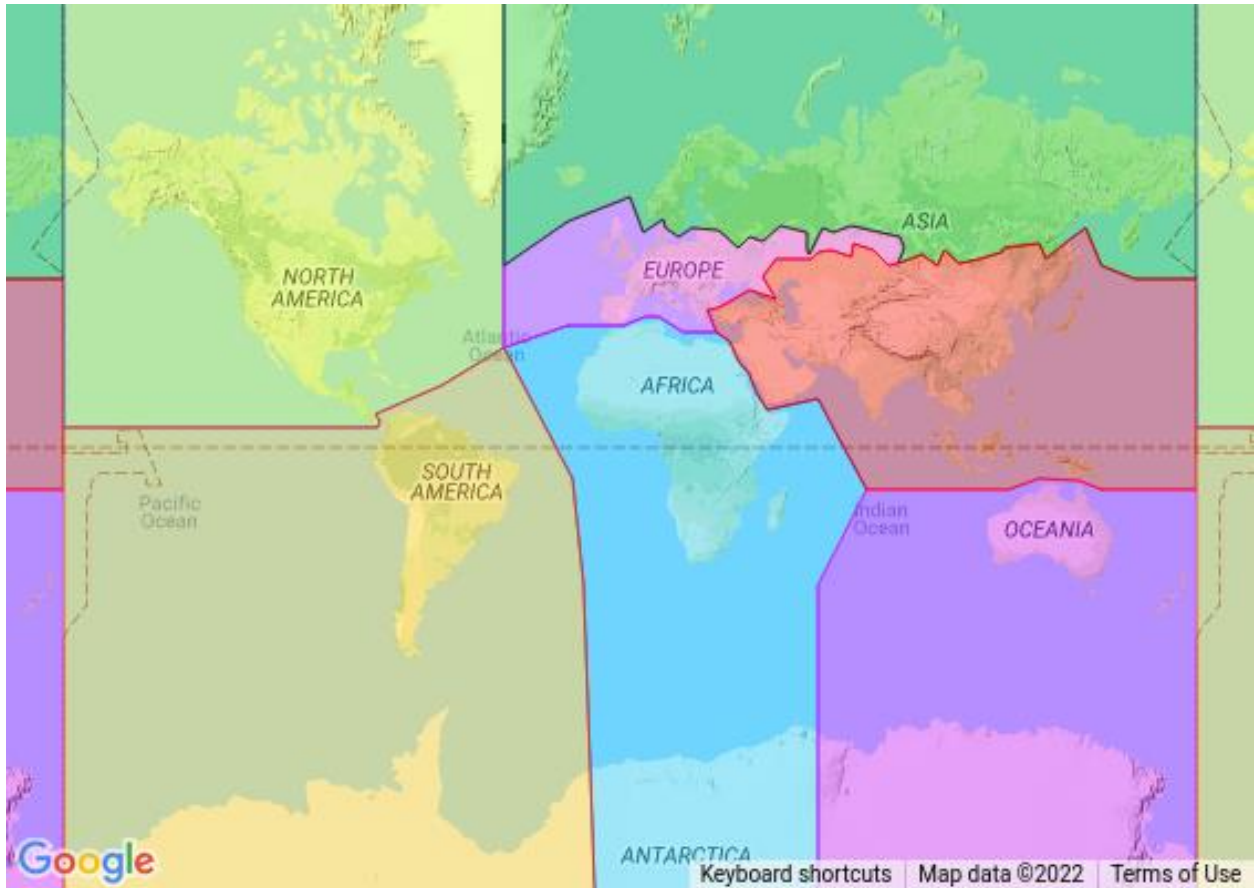 ASIA
NORTH
AMERICA
EUROPE
Atlantic
Ocean
AFRICA
SOUTH
AMERICA
Pacific
Ocean
Indian
Ocean
OCEANIA
ANTARCTICA
Google
Keyboard shortcuts
Map data ©2022
Terms of Use